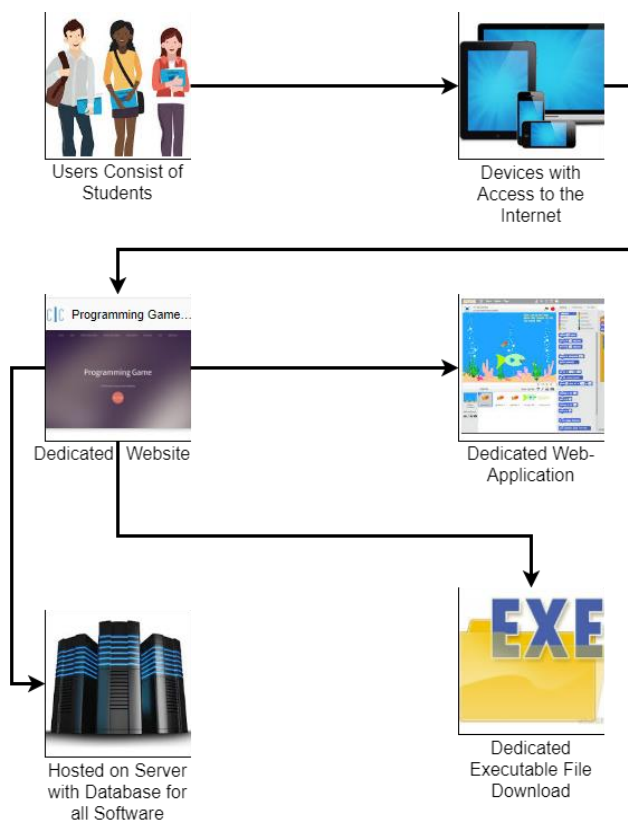 Users Consist of
Students
Devices with
Access to the
Internet
C|C Programming Game...
Programming Game
Dedicated Website
Dedicated Web-
Application
EXE
Hosted on Server
with Database for
all Software
Dedicated
Executable File
Download